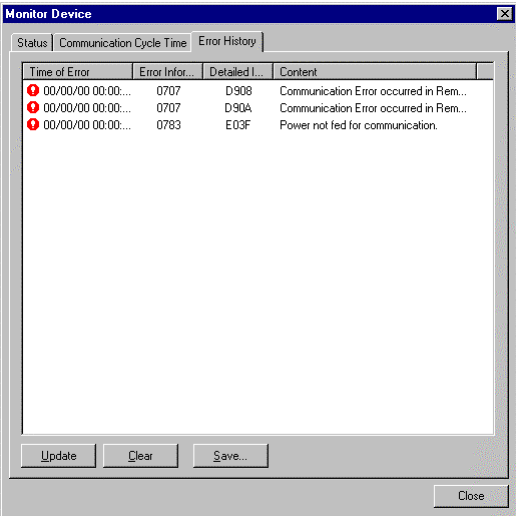 Monitor Device
Status Communication Cycle Time Error History
Time of Error Error Infor... Detailed I... Content
00/00/00 00:00:... 0707 D908 Communication Error occurred in Rem...
00/00/00 00:00:... 0707 D90A Communication Error occurred in Rem...
00/00/00 00:00:... 0783 E03F Power not fed for communication.
Update Clear Save...
Close